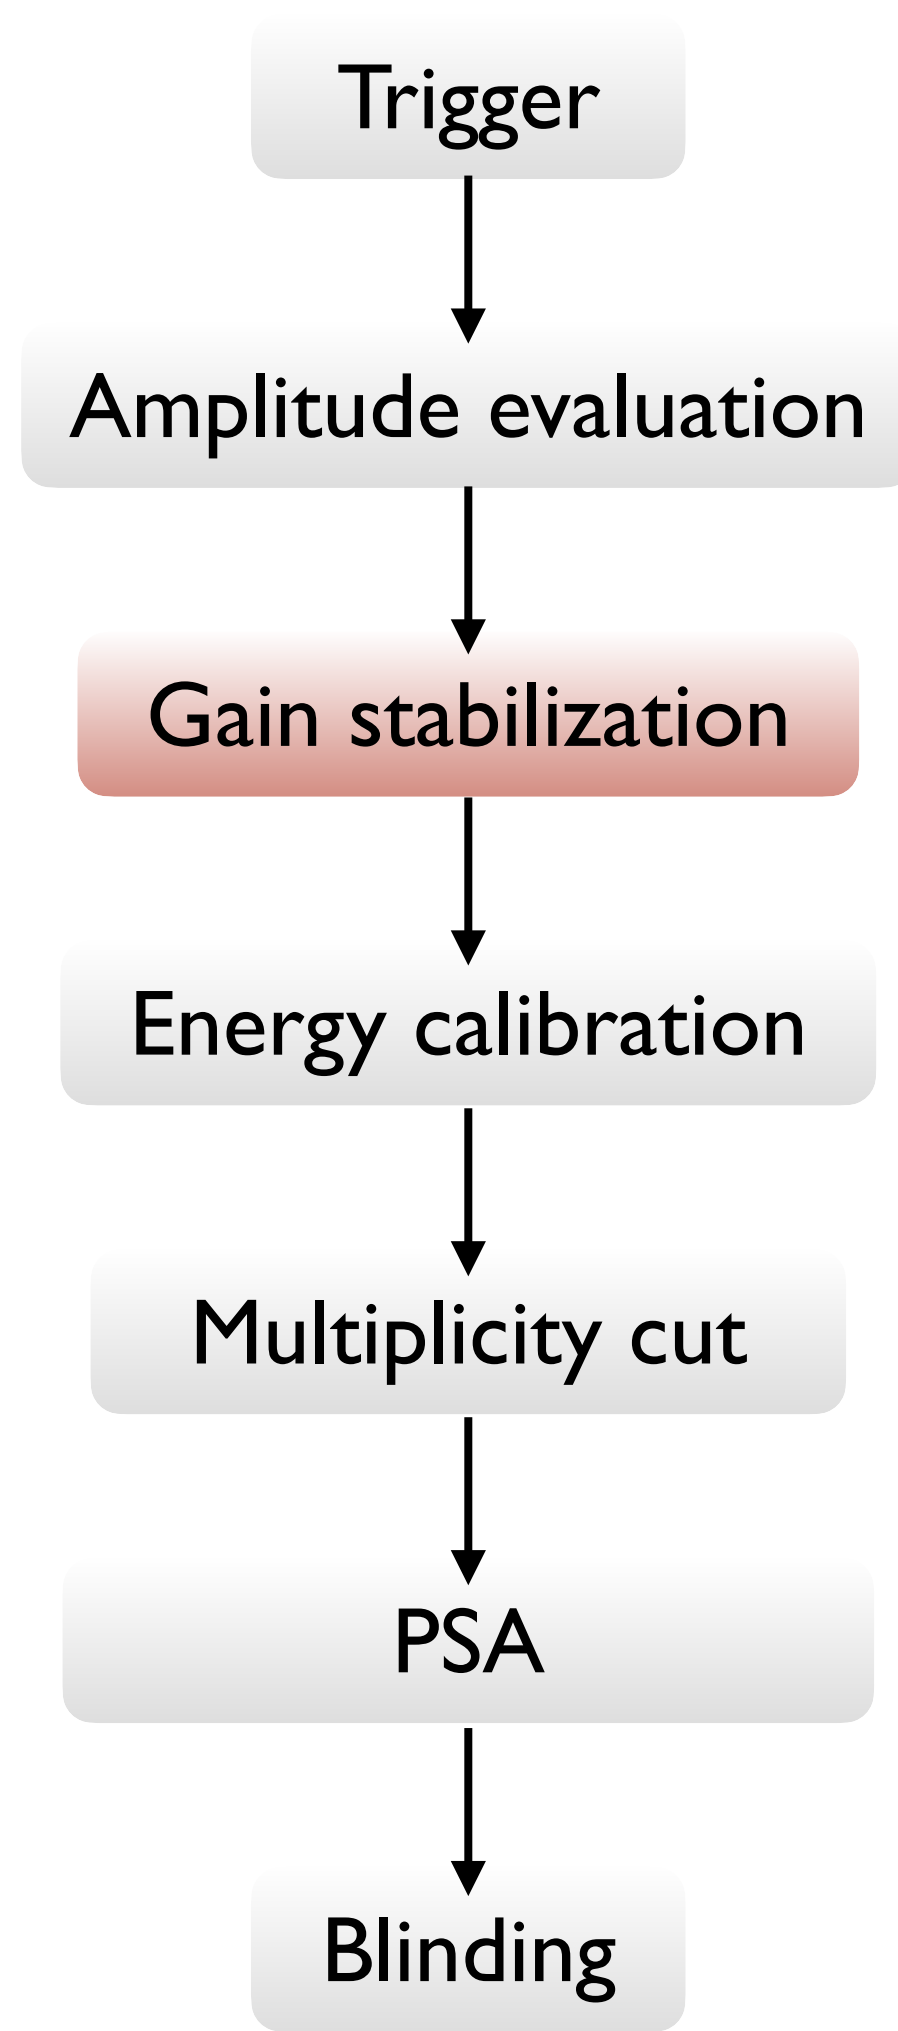 Trigger
Amplitude evaluation
Gain stabilization
Energy calibration
Multiplicity cut
PSA
Blinding